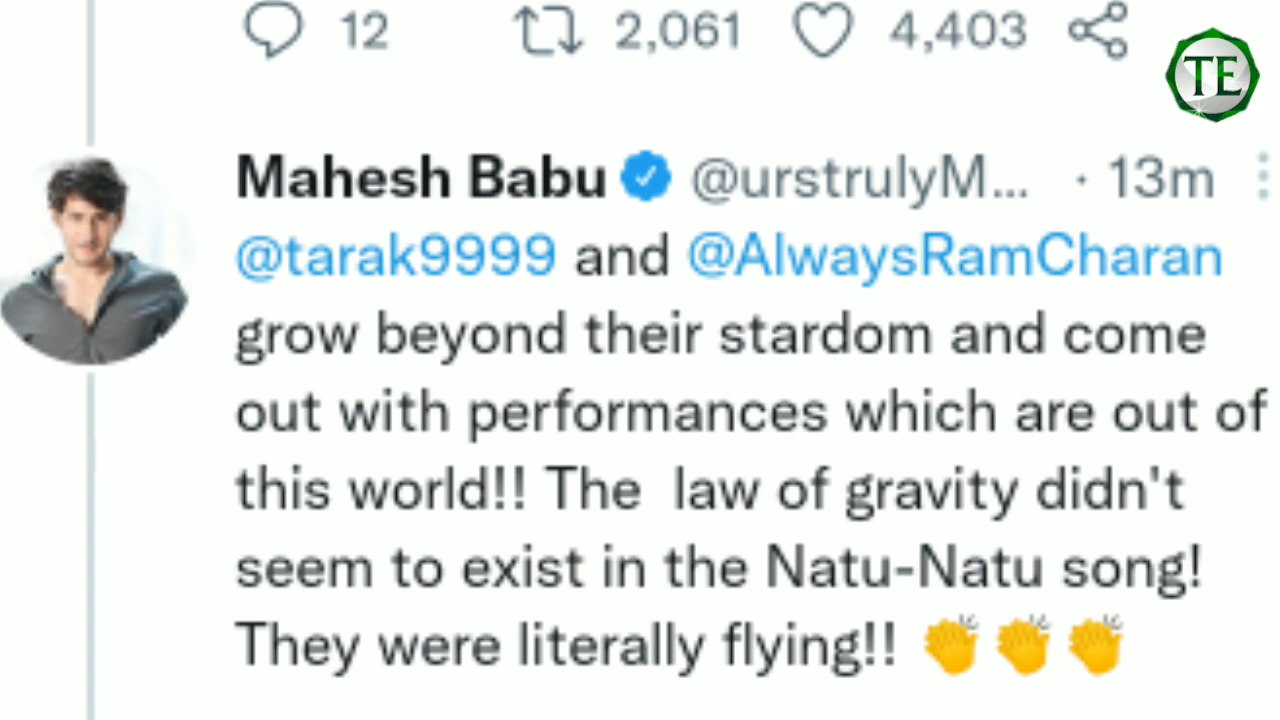 12 2,061 4,403
TE
Mahesh Babu @urstrulyM... · 13m
@tarak9999 and @AlwaysRamCharan
grow beyond their stardom and come
out with performances which are out of
this world!! The  law of gravity didn't
seem to exist in the Natu-Natu song!
They were literally flying!! 👏👏👏